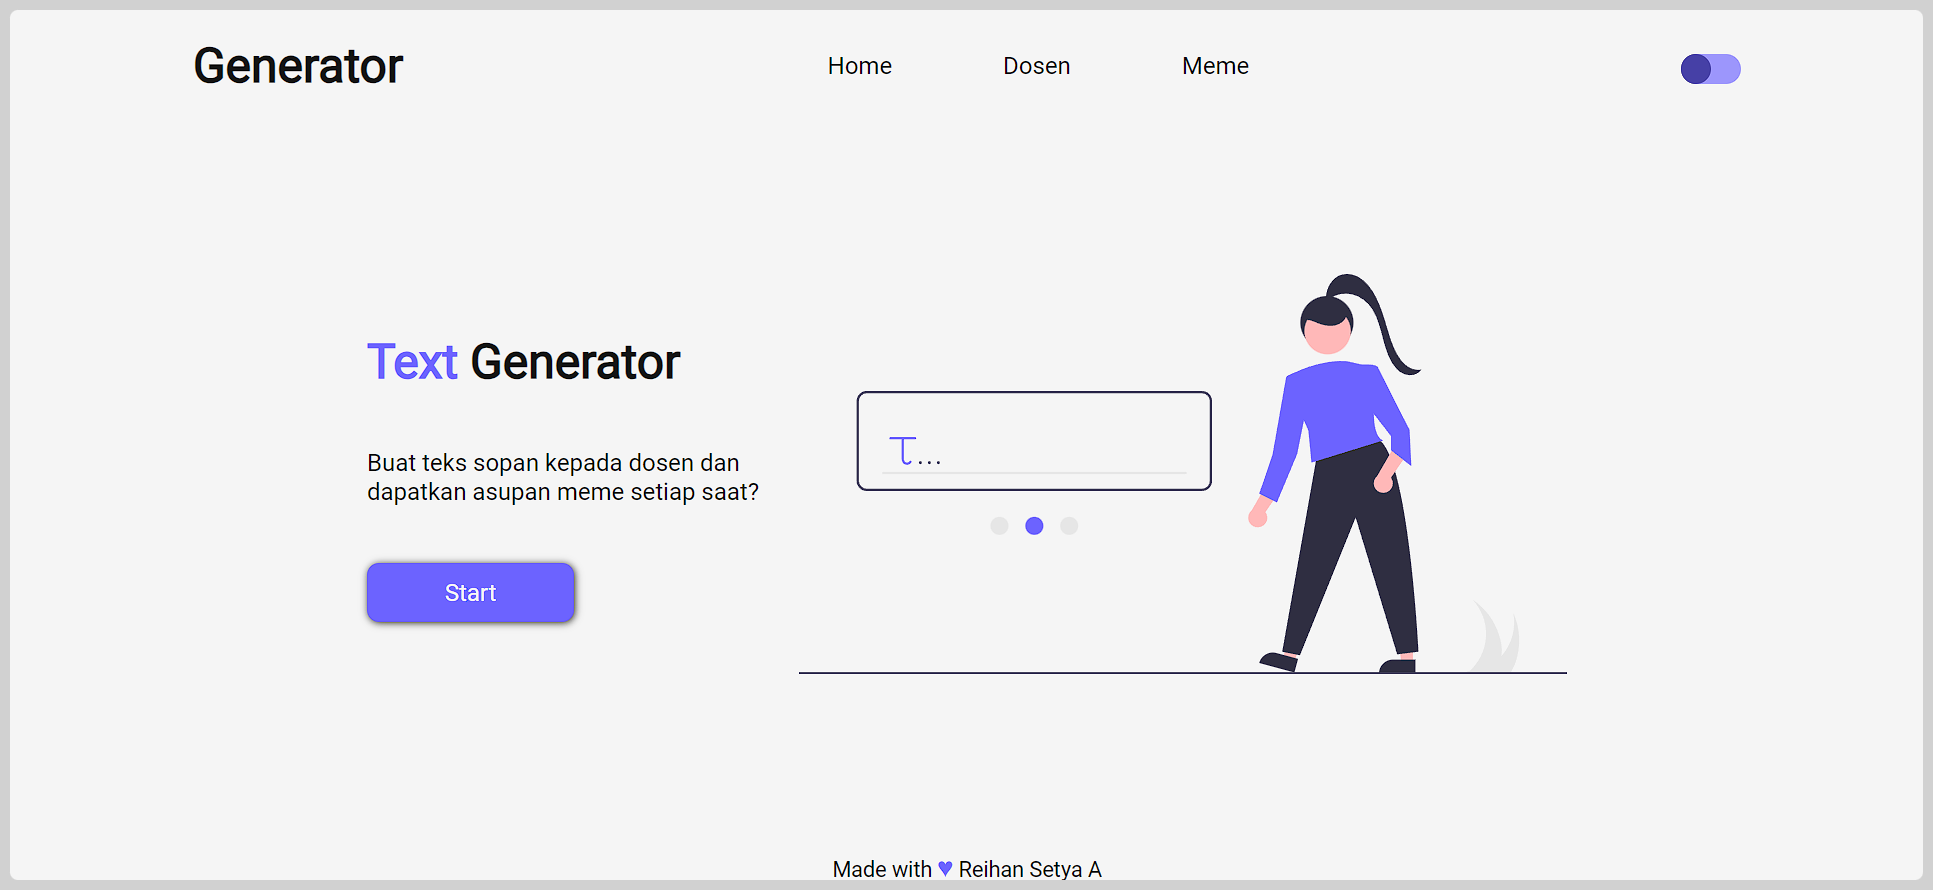 Generator
Home Dosen Meme
Text Generator
Buat teks sopan kepada dosen dan
dapatkan asupan meme setiap saat?
Start
Made with ♥ Reihan Setya A